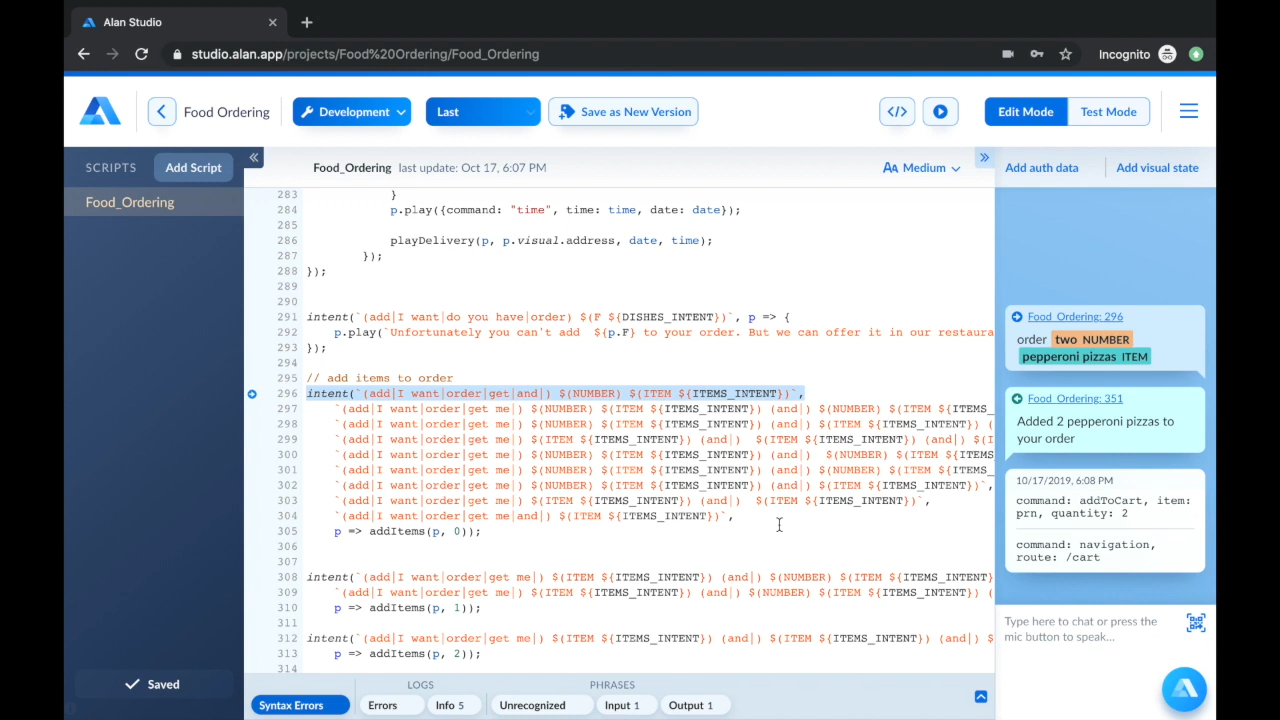 Alan Studio
studio.alan.app/projects/Food%20Ordering/Food_Ordering
Incognito
Food Ordering
Development
Last
Save as New Version
Edit Mode
Test Mode
SCRIPTS
Add Script
Food_Ordering last update: Oct 17, 6:07 PM
Medium
Add auth data
Add visual state
Food_Ordering
283 }
284 p.play({command: "time", time: time, date: date});
285
286 playDelivery(p, p.visual.address, date, time);
287 });
288 });
289
290
291 intent(`(add|I want|do you have|order) $(F ${DISHES_INTENT})`, p => {
292 p.play(`Unfortunately you can't add  ${p.F} to your order. But we can offer it in our restaura
293 });
294
295 // add items to order
296 intent(`(add|I want|order|get|and|) $(NUMBER) $(ITEM ${ITEMS_INTENT})`,
297 `(add|I want|order|get me|) $(NUMBER) $(ITEM ${ITEMS_INTENT}) (and|) $(NUMBER) $(ITEM ${ITEMS_
298 `(add|I want|order|get me|) $(NUMBER) $(ITEM ${ITEMS_INTENT}) (and|) $(NUMBER) $(ITEM ${ITEMS_INTENT}) (
299 `(add|I want|order|get me|) $(ITEM ${ITEMS_INTENT}) (and|)  $(ITEM ${ITEMS_INTENT}) (and|) $(I
300 `(add|I want|order|get me|) $(NUMBER) $(ITEM ${ITEMS_INTENT}) (and|)  $(NUMBER) $(ITEM ${ITEMS
301 `(add|I want|order|get me|) $(NUMBER) $(ITEM ${ITEMS_INTENT}) (and|) $(NUMBER) $(ITEM ${ITEMS_
302 `(add|I want|order|get me|) $(NUMBER) $(ITEM ${ITEMS_INTENT}) (and|) $(ITEM ${ITEMS_INTENT})`,
303 `(add|I want|order|get me|) $(ITEM ${ITEMS_INTENT}) (and|)  $(ITEM ${ITEMS_INTENT})`,
304 `(add|I want|order|get me|and|) $(ITEM ${ITEMS_INTENT})`,
305 p => addItems(p, 0));
306
307
308 intent(`(add|I want|order|get me|) $(ITEM ${ITEMS_INTENT}) (and|) $(NUMBER) $(ITEM ${ITEMS_INTENT}
309 `(add|I want|order|get me|) $(ITEM ${ITEMS_INTENT}) (and|) $(NUMBER) $(ITEM ${ITEMS_INTENT}) (
310 p => addItems(p, 1));
311
312 intent(`(add|I want|order|get me|) $(ITEM ${ITEMS_INTENT}) (and|) $(ITEM ${ITEMS_INTENT}) (and|) $
313 p => addItems(p, 2));
314
Food_Ordering: 296
order two NUMBER
pepperoni pizzas ITEM
Food_Ordering: 351
Added 2 pepperoni pizzas to
your order
10/17/2019, 6:08 PM
command: addToCart, item:
prn, quantity: 2
command: navigation,
route: /cart
Type here to chat or press the
mic button to speak...
Saved
LOGS
PHRASES
Syntax Errors
Errors
Info 5
Unrecognized
Input 1
Output 1